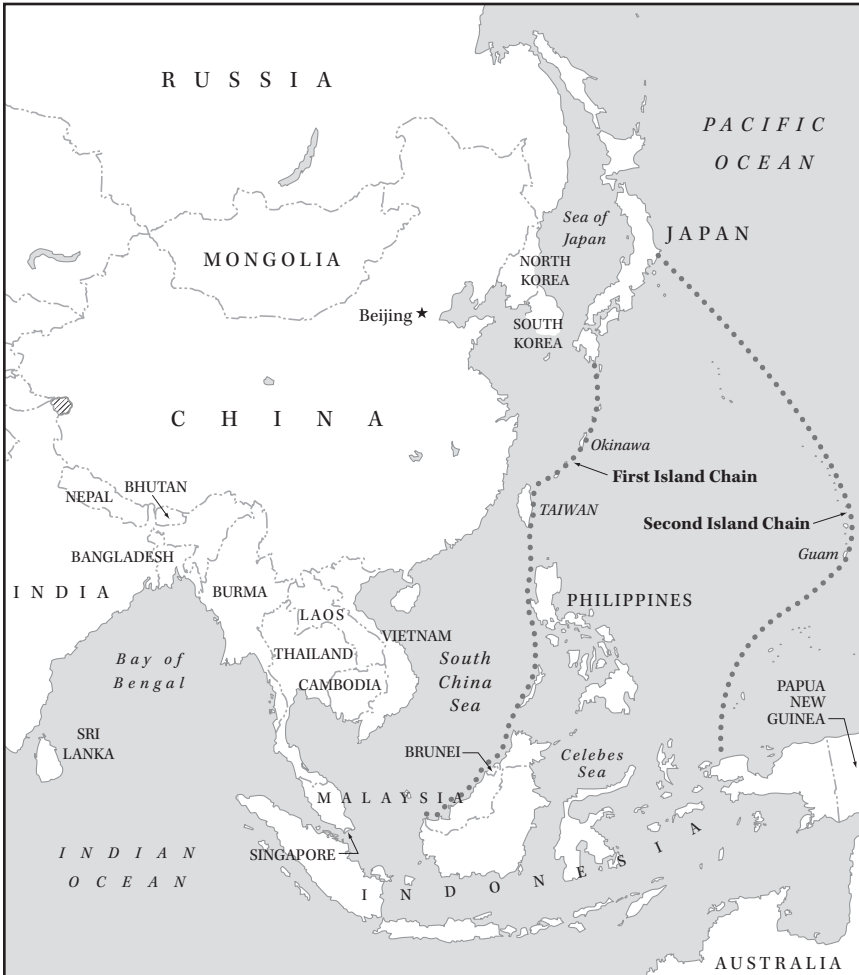 RUSSIA
PACIFIC
OCEAN
Sea of
Japan
JAPAN
MONGOLIA
NORTH
KOREA
Beijing
SOUTH
KOREA
CHINA
Okinawa
First Island Chain
NEPAL
BHUTAN
TAIWAN
Second Island Chain
BANGLADESH
Guam
INDIA
BURMA
LAOS
PHILIPPINES
VIETNAM
THAILAND
Bay of
Bengal
South
China
Sea
CAMBODIA
PAPUA
NEW
GUINEA
SRI
LANKA
BRUNEI
Celebes
Sea
MALAYSIA
INDIAN
OCEAN
SINGAPORE
INDONESIA
AUSTRALIA